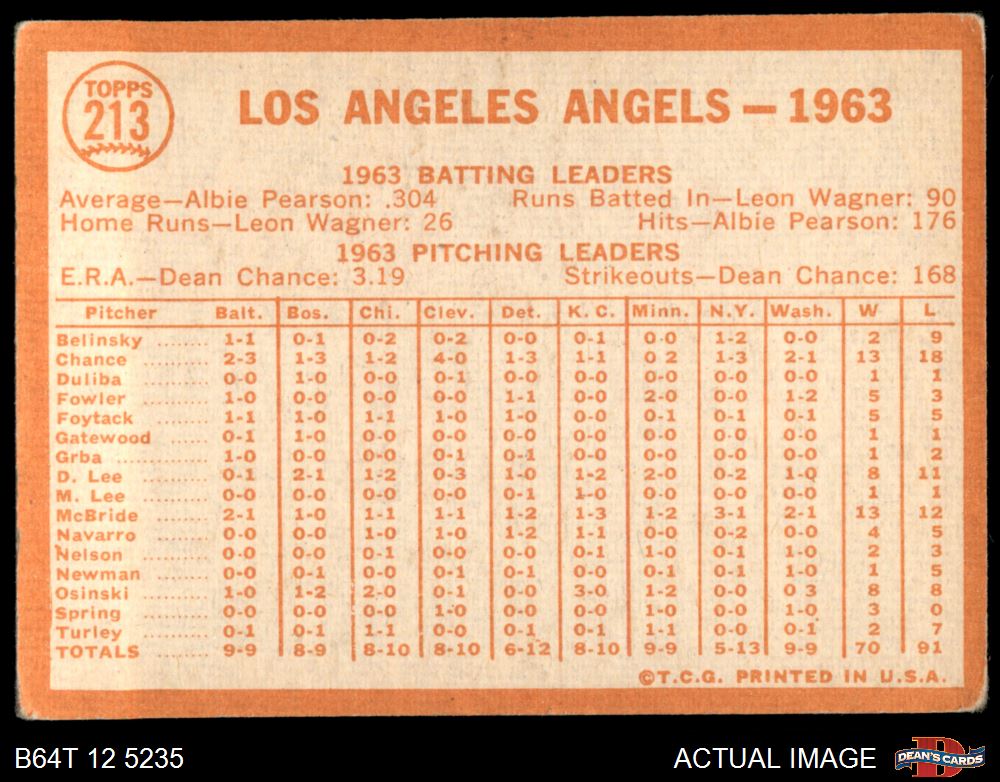 TOPPS
213
LOS ANGELES ANGELS — 1963
1963 BATTING LEADERS
Average—Albie Pearson: .304 Runs Batted In—Leon Wagner: 90
Home Runs—Leon Wagner: 26 Hits—Albie Pearson: 176
1963 PITCHING LEADERS
E.R.A.—Dean Chance: 3.19 Strikeouts—Dean Chance: 168
Pitcher Balt. Bos. Chi. Clev. Det. K. C. Minn. N.Y. Wash. W L
Belinsky ........ 1-1 0-1 0-2 0-2 0-0 0-1 0-0 1-2 0-0 2 9
Chance ........ 2-3 1-3 1-2 4-0 1-3 1-1 0 2 1-3 2-1 13 18
Duliba ........ 0-0 1-0 0-0 0-1 0-0 0-0 0-0 0-0 0-0 1 1
Fowler ........ 1-0 0-0 0-0 0-0 1-1 0-0 2-0 0-0 1-2 5 3
Foytack ....... 1-1 1-0 1-1 1-0 1-0 0-0 0-1 0-1 0-1 5 5
Gatewood ...... 0-1 1-0 0-0 0-0 0-0 0-0 0-0 0-0 0-0 1 1
Grba ........... 0-0 1-0 0-0 0-1 0-1 0-0 0-0 0-0 0-0 1 2
D. Lee ......... 0-1 2-1 1-2 0-3 1-0 1-2 2-0 0-2 1-0 8 11
M. Lee ......... 0-0 0-0 0-0 0-0 0-1 1-0 0-0 0-0 0-0 1 1
McBride ........ 2-1 1-0 1-1 1-1 1-2 1-3 1-2 3-1 2-1 13 12
Navarro ........ 0-0 0-0 1-0 1-0 1-2 1-1 0-0 0-2 0-0 4 5
Nelson ........ 0-0 0-0 0-1 0-0 0-0 0-0 1-0 0-1 1-0 2 3
Newman ........ 0-0 0-1 0-0 0-1 0-1 0-0 0-1 0-1 1-0 1 5
Osinski ........ 1-0 1-2 2-0 0-1 0-0 3-0 1-2 0-0 0 3 8 8
Spring ......... 0-0 0-0 0-0 1-0 0-0 0-0 1-0 0-0 1-0 3 0
Turley ......... 0-1 0-1 1-1 0-0 0-1 0-1 1-1 0-0 0-1 2 7
TOTALS ........ 9-9 8-9 8-10 8-10 6-12 8-10 9-9 5-13 9-9 70 91
©T.C.G. PRINTED IN U.S.A.
B64T 12 5235 ACTUAL IMAGE DEAN'S CARDS